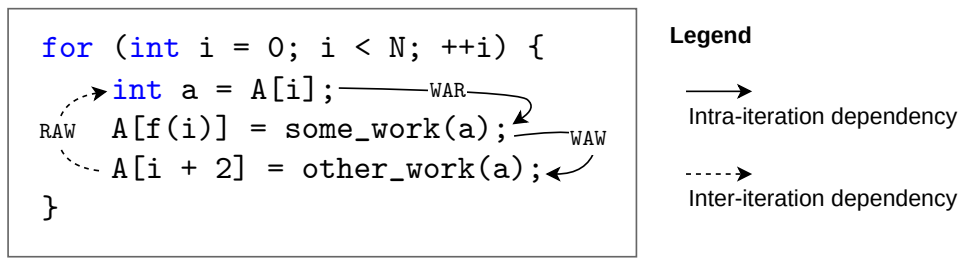 for (int i = 0; i < N; ++i) {
int a = A[i];
WAR
RAW
A[f(i)] = some_work(a);
WAW
A[i + 2] = other_work(a);
}
Legend
Intra-iteration dependency
Inter-iteration dependency